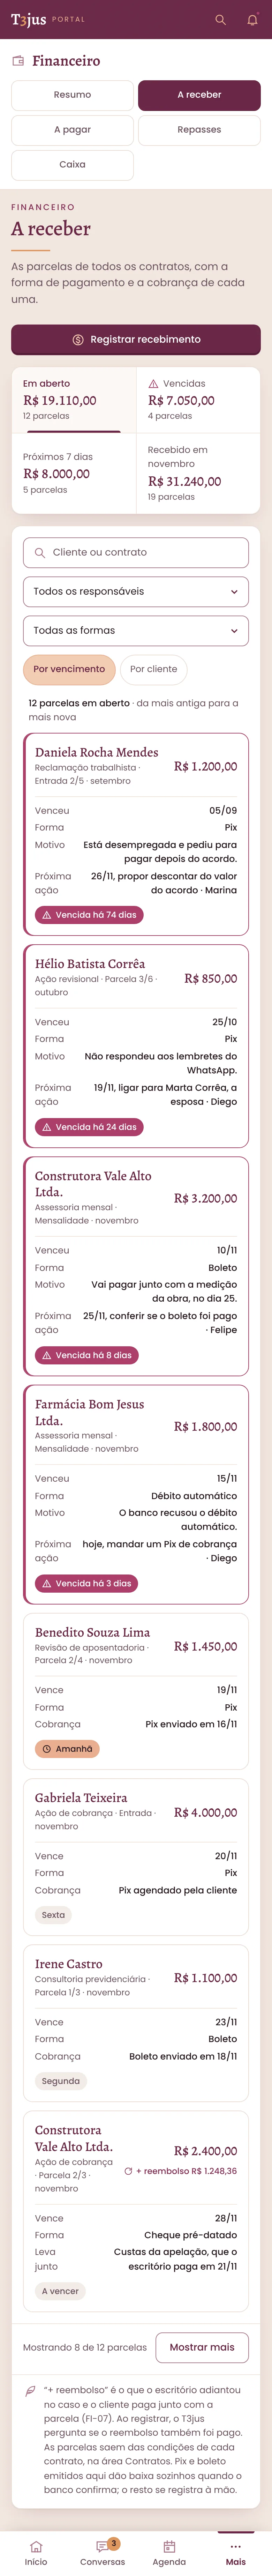 T3jus PORTAL
Financeiro
Resumo
A receber
A pagar
Repasses
Caixa
FINANCEIRO
A receber
As parcelas de todos os contratos, com a
forma de pagamento e a cobrança de cada
uma.
Registrar recebimento
Em aberto
R$ 19.110,00
12 parcelas
Vencidas
R$ 7.050,00
4 parcelas
Próximos 7 dias
R$ 8.000,00
5 parcelas
Recebido em
novembro
R$ 31.240,00
19 parcelas
Cliente ou contrato
Todos os responsáveis
Todas as formas
Por vencimento
Por cliente
12 parcelas em aberto · da mais antiga para a
mais nova
Daniela Rocha Mendes
Reclamação trabalhista ·
Entrada 2/5 · setembro
R$ 1.200,00
Venceu 05/09
Forma Pix
Motivo Está desempregada e pediu para
pagar depois do acordo.
Próxima 26/11, propor descontar do valor
ação do acordo · Marina
Vencida há 74 dias
Hélio Batista Corrêa
Ação revisional · Parcela 3/6 ·
outubro
R$ 850,00
Venceu 25/10
Forma Pix
Motivo Não respondeu aos lembretes do
WhatsApp.
Próxima 19/11, ligar para Marta Corrêa, a
ação esposa · Diego
Vencida há 24 dias
Construtora Vale Alto
Ltda.
Assessoria mensal ·
Mensalidade · novembro
R$ 3.200,00
Venceu 10/11
Forma Boleto
Motivo Vai pagar junto com a medição
da obra, no dia 25.
Próxima 25/11, conferir se o boleto foi pago
ação · Felipe
Vencida há 8 dias
Farmácia Bom Jesus
Ltda.
Assessoria mensal ·
Mensalidade · novembro
R$ 1.800,00
Venceu 15/11
Forma Débito automático
Motivo O banco recusou o débito
automático.
Próxima hoje, mandar um Pix de cobrança
ação · Diego
Vencida há 3 dias
Benedito Souza Lima
Revisão de aposentadoria ·
Parcela 2/4 · novembro
R$ 1.450,00
Vence 19/11
Forma Pix
Cobrança Pix enviado em 16/11
Amanhã
Gabriela Teixeira
Ação de cobrança · Entrada ·
novembro
R$ 4.000,00
Vence 20/11
Forma Pix
Cobrança Pix agendado pela cliente
Sexta
Irene Castro
Consultoria previdenciária ·
Parcela 1/3 · novembro
R$ 1.100,00
Vence 23/11
Forma Boleto
Cobrança Boleto enviado em 18/11
Segunda
Construtora
Vale Alto Ltda.
Ação de cobrança
· Parcela 2/3 ·
novembro
R$ 2.400,00
+ reembolso R$ 1.248,36
Vence 28/11
Forma Cheque pré-datado
Leva Custas da apelação, que o
junto escritório paga em 21/11
A vencer
Mostrando 8 de 12 parcelas
Mostrar mais
"+ reembolso" é o que o escritório adiantou
no caso e o cliente paga junto com a
parcela (FI-07). Ao registrar, o T3jus
pergunta se o reembolso também foi pago.
As parcelas saem das condições de cada
contrato, na área Contratos. Pix e boleto
emitidos aqui dão baixa sozinhos quando o
banco confirma; o resto se registra à mão.
Início
Conversas
3
Agenda
Mais